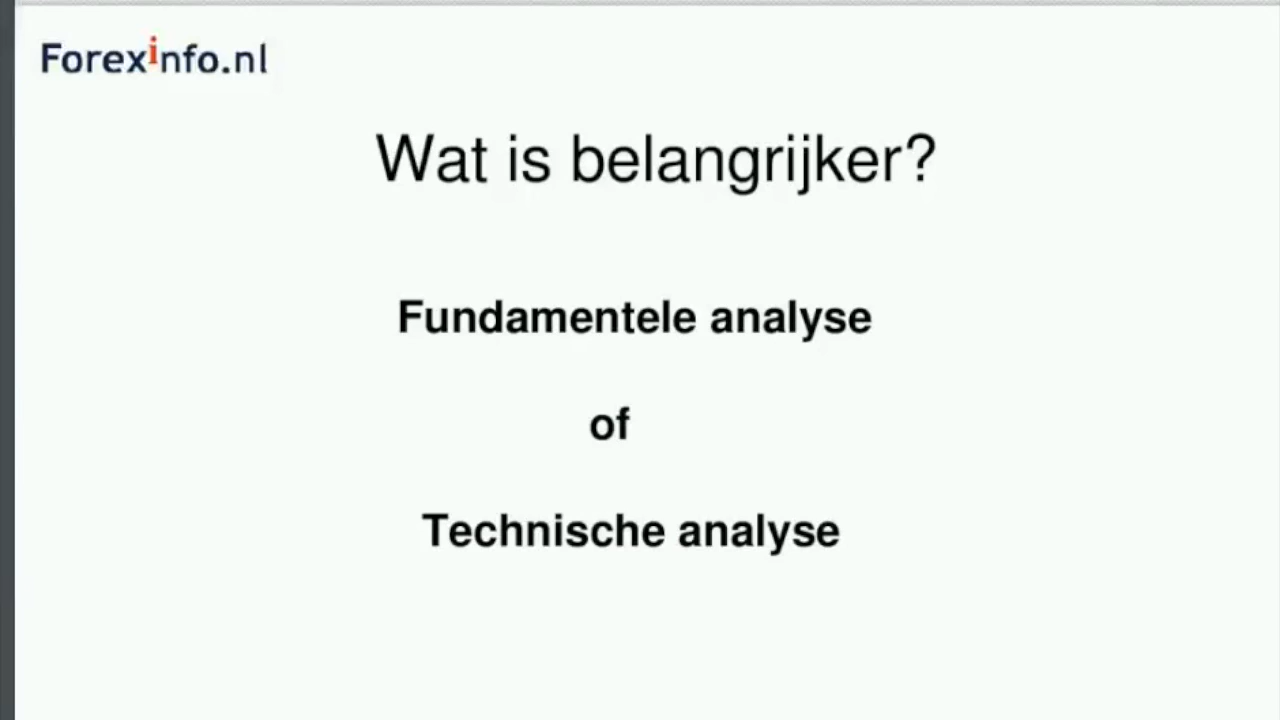 Forexinfo.nl
Wat is belangrijker?
Fundamentele analyse
of
Technische analyse